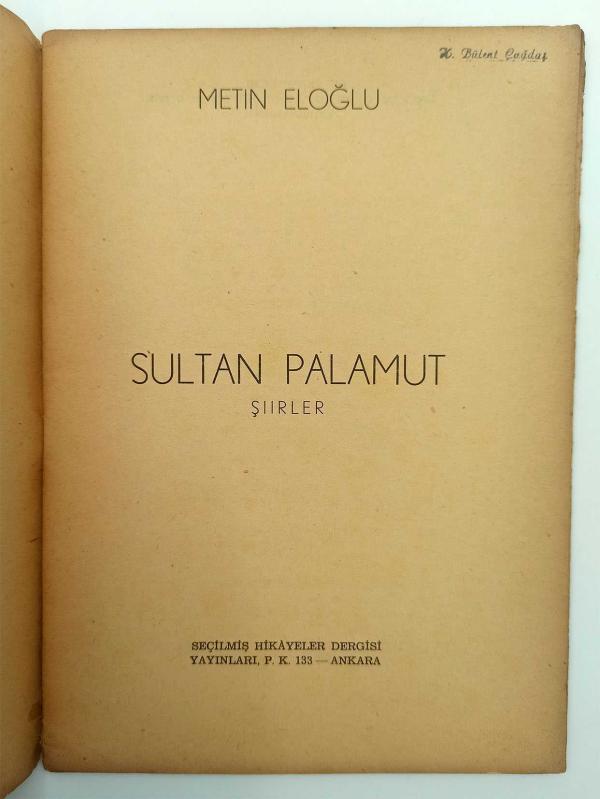 H. Bülent Çağdaş
METİN ELOĞLU
SULTAN PALAMUT
ŞIIRLER
SEÇİLMİŞ HİKÂYELER DERGİSİ
YAYINLARI, P. K. 133 — ANKARA